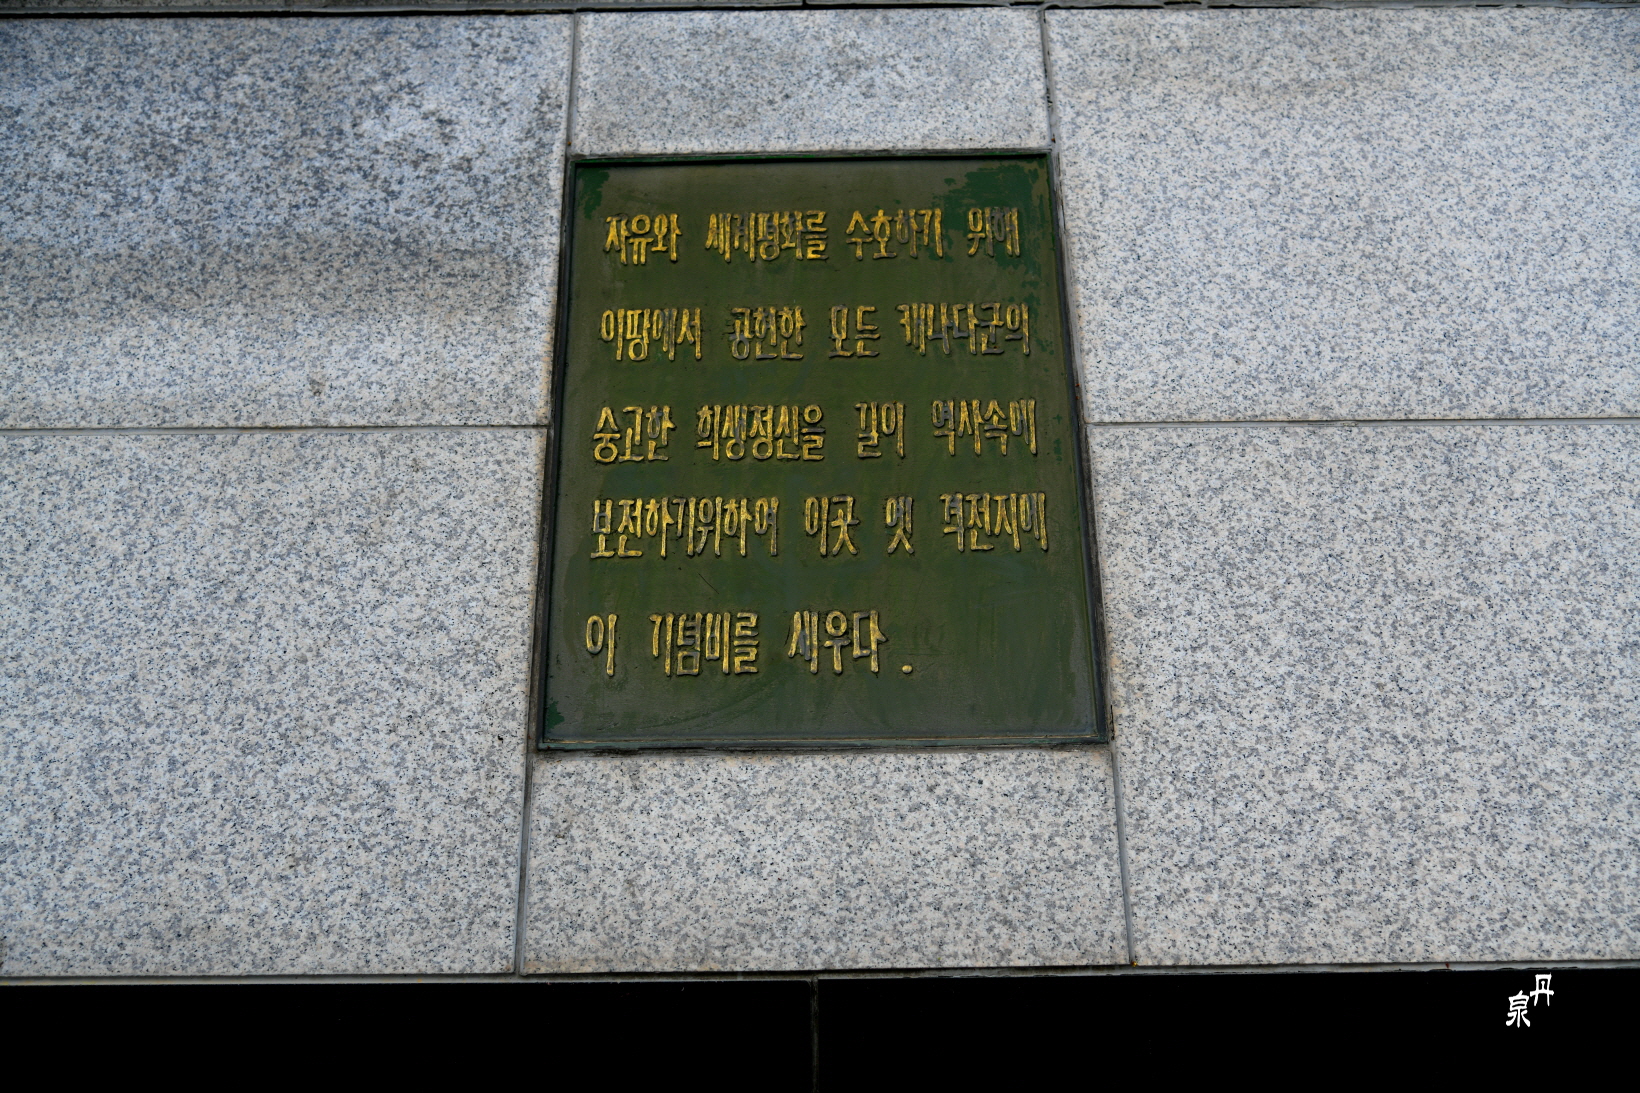 자유와 세계평화를 수호하기 위해
이땅에서 공헌한 모든 캐나다군의
숭고한 희생정신을 길이 역사속에
보전하기위하여 이곳 옛 격전지에
이 기념비를 세우다.
丹
泉